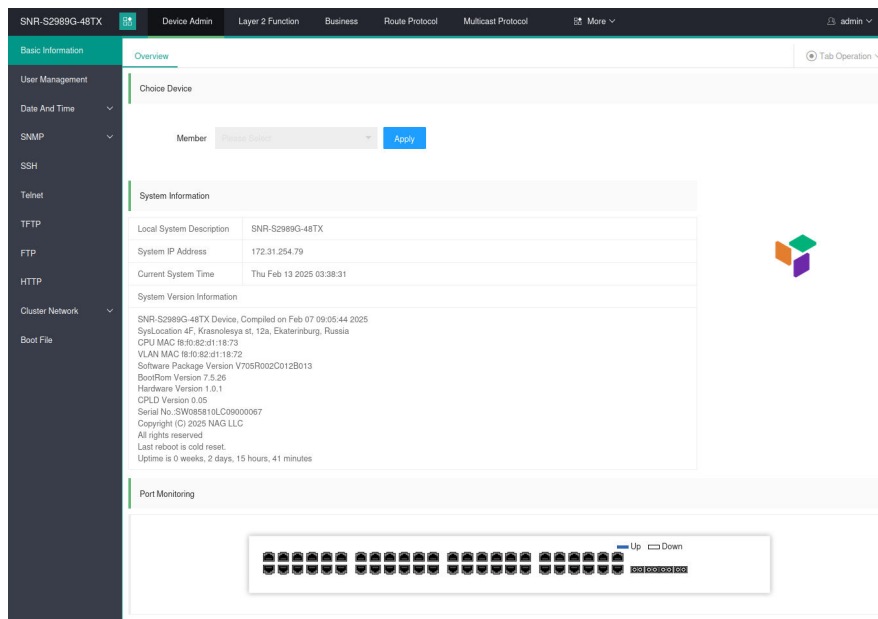 SNR-S2989G-48TX Device Admin Layer 2 Function Business Route Protocol Multicast Protocol More admin
Basic Information
User Management
Date And Time
SNMP
SSH
Telnet
TFTP
FTP
HTTP
Cluster Network
Boot File
Overview Tab Operation
Choice Device
Member Please Select Apply
System Information
Local System Description SNR-S2989G-48TX
System IP Address 172.31.254.79
Current System Time Thu Feb 13 2025 03:38:31
System Version Information
SNR-S2989G-48TX Device, Compiled on Feb 07 09:05:44 2025
SysLocation 4F, Krasnolesya st, 12a, Ekaterinburg, Russia
CPU MAC f8:f0:82:d1:18:73
VLAN MAC f8:f0:82:d1:18:72
Software Package Version V705R002C012B013
BootRom Version 7.5.26
Hardware Version 1.0.1
CPLD Version 0.05
Serial No.:SW085810LC09000067
Copyright (C) 2025 NAG LLC
All rights reserved
Last reboot is cold reset.
Uptime is 0 weeks, 2 days, 15 hours, 41 minutes
Port Monitoring
Up Down